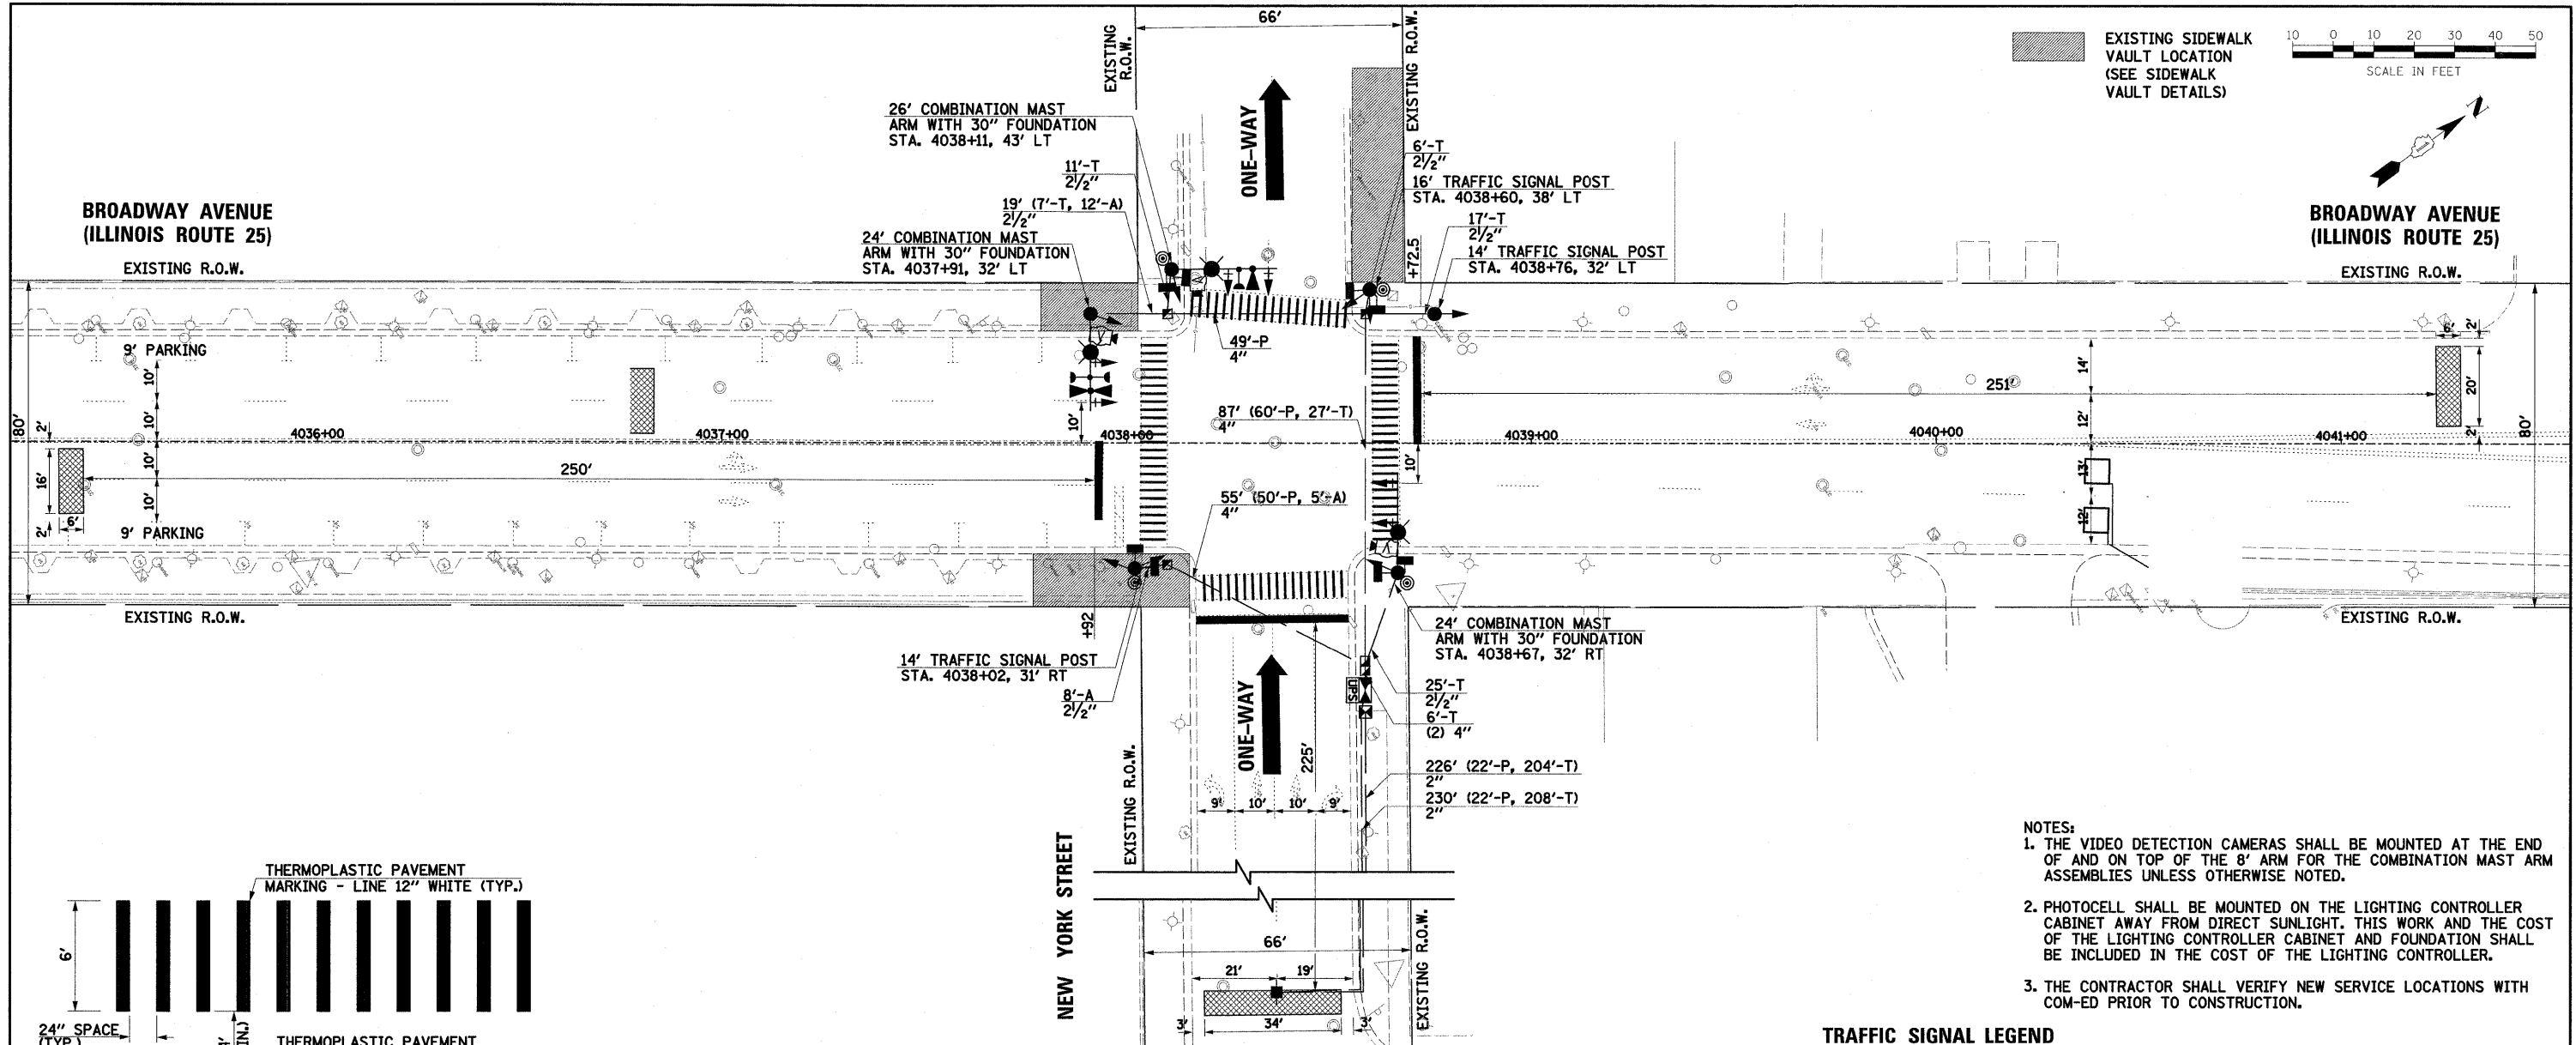 66'
EXISTING
R.O.W.
EXISTING R.O.W.
EXISTING SIDEWALK
VAULT LOCATION
(SEE SIDEWALK
VAULT DETAILS)
10 0 10 20 30 40 50
SCALE IN FEET
N
26' COMBINATION MAST
ARM WITH 30" FOUNDATION
STA. 4038+11, 43' LT
11'-T
2 1/2"
19' (7'-T, 12'-A)
2 1/2"
24' COMBINATION MAST
ARM WITH 30" FOUNDATION
STA. 4037+91, 32' LT
ONE-WAY
6'-T
2 1/2"
16' TRAFFIC SIGNAL POST
STA. 4038+60, 38' LT
17'-T
2 1/2"
14' TRAFFIC SIGNAL POST
STA. 4038+76, 32' LT
+72.5
BROADWAY AVENUE
(ILLINOIS ROUTE 25)
EXISTING R.O.W.
BROADWAY AVENUE
(ILLINOIS ROUTE 25)
EXISTING R.O.W.
9' PARKING
10'
10'
2'
80'
4036+00
4037+00
4038+00
4039+00
4040+00
4041+00
10'
49'-P
4"
87' (60'-P, 27'-T)
4"
10'
14'
12'
251'
6'
2'
20'
2'
80'
16'
10'
10'
2'
6'
250'
9' PARKING
55' (50'-P, 5'-A)
4"
13'
12'
EXISTING R.O.W.
EXISTING R.O.W.
+92
14' TRAFFIC SIGNAL POST
STA. 4038+02, 31' RT
8'-A
2 1/2"
24' COMBINATION MAST
ARM WITH 30" FOUNDATION
STA. 4038+67, 32' RT
UPS
25'-T
2 1/2"
6'-T
(2) 4"
ONE-WAY
225'
226' (22'-P, 204'-T)
2"
230' (22'-P, 208'-T)
2"
9' 10' 10' 9'
EXISTING R.O.W.
NEW YORK STREET
66'
21' 19'
EXISTING R.O.W.
3' 34' 3'
THERMOPLASTIC PAVEMENT
MARKING - LINE 12" WHITE (TYP.)
6'
24" SPACE
(TYP.)
THERMOPLASTIC PAVEMENT
NOTES:
1. THE VIDEO DETECTION CAMERAS SHALL BE MOUNTED AT THE END
OF AND ON TOP OF THE 8' ARM FOR THE COMBINATION MAST ARM
ASSEMBLIES UNLESS OTHERWISE NOTED.
2. PHOTOCELL SHALL BE MOUNTED ON THE LIGHTING CONTROLLER
CABINET AWAY FROM DIRECT SUNLIGHT. THIS WORK AND THE COST
OF THE LIGHTING CONTROLLER CABINET AND FOUNDATION SHALL
BE INCLUDED IN THE COST OF THE LIGHTING CONTROLLER.
3. THE CONTRACTOR SHALL VERIFY NEW SERVICE LOCATIONS WITH
COM-ED PRIOR TO CONSTRUCTION.
TRAFFIC SIGNAL LEGEND